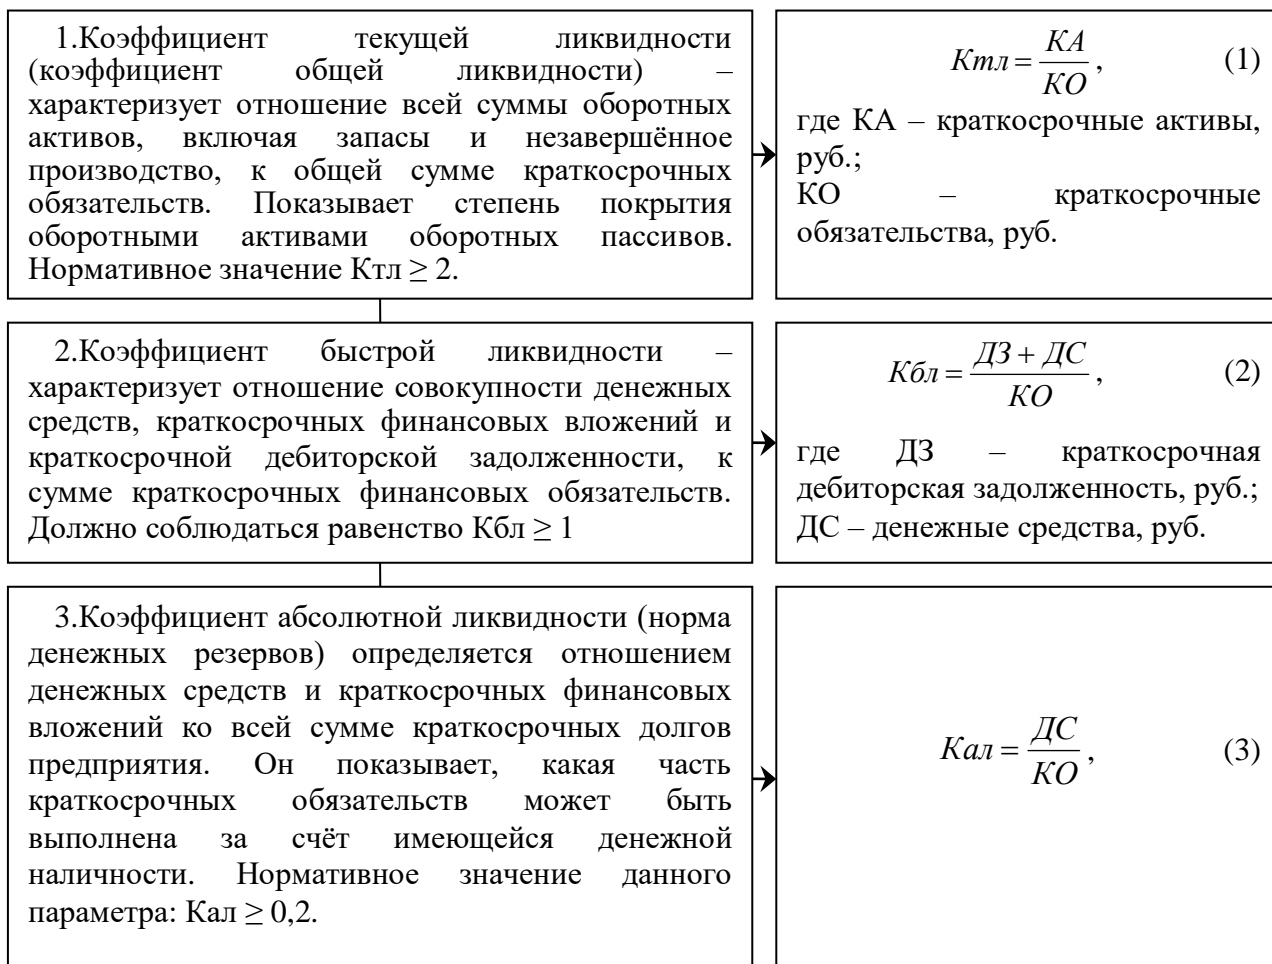 1.Коэффициент текущей ликвидности
(коэффициент общей ликвидности) –
характеризует отношение всей суммы оборотных
активов, включая запасы и незавершённое
производство, к общей сумме краткосрочных
обязательств. Показывает степень покрытия
оборотными активами оборотных пассивов.
Нормативное значение Ктл ≥ 2.
Ктл = КА / КО , (1)
где КА – краткосрочные активы,
руб.;
КО – краткосрочные
обязательства, руб.
2.Коэффициент быстрой ликвидности –
характеризует отношение совокупности денежных
средств, краткосрочных финансовых вложений и
краткосрочной дебиторской задолженности, к
сумме краткосрочных финансовых обязательств.
Должно соблюдаться равенство Кбл ≥ 1
Кбл = ДЗ + ДС / КО , (2)
где ДЗ – краткосрочная
дебиторская задолженность, руб.;
ДС – денежные средства, руб.
3.Коэффициент абсолютной ликвидности (норма
денежных резервов) определяется отношением
денежных средств и краткосрочных финансовых
вложений ко всей сумме краткосрочных долгов
предприятия. Он показывает, какая часть
краткосрочных обязательств может быть
выполнена за счёт имеющейся денежной
наличности. Нормативное значение данного
параметра: Кал ≥ 0,2.
Кал = ДС / КО , (3)